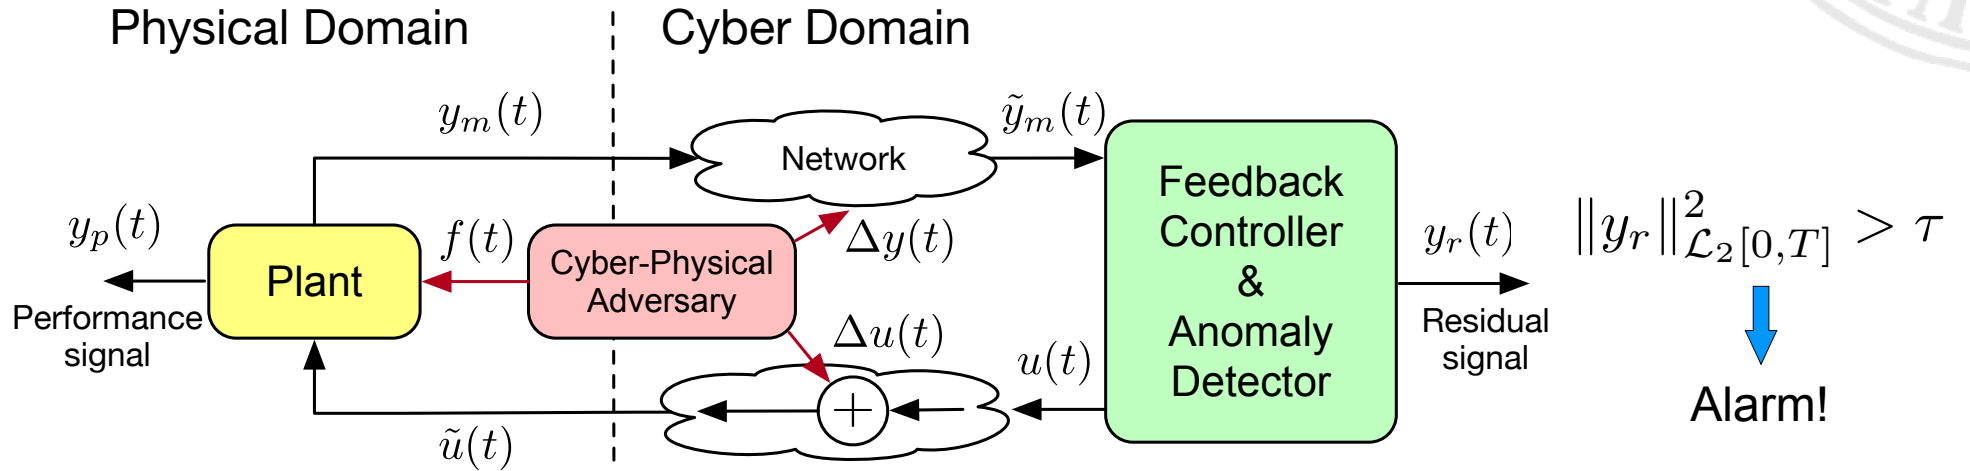 Physical Domain
Cyber Domain
y_m(t)
ỹ_m(t)
Network
Feedback
Controller
&
Anomaly
Detector
y_p(t)
Performance
signal
Plant
f(t)
Cyber-Physical
Adversary
Δy(t)
Δu(t)
+
u(t)
ũ(t)
y_r(t)
Residual
signal
‖y_r‖²_{𝓛₂[0,T]} > τ
Alarm!